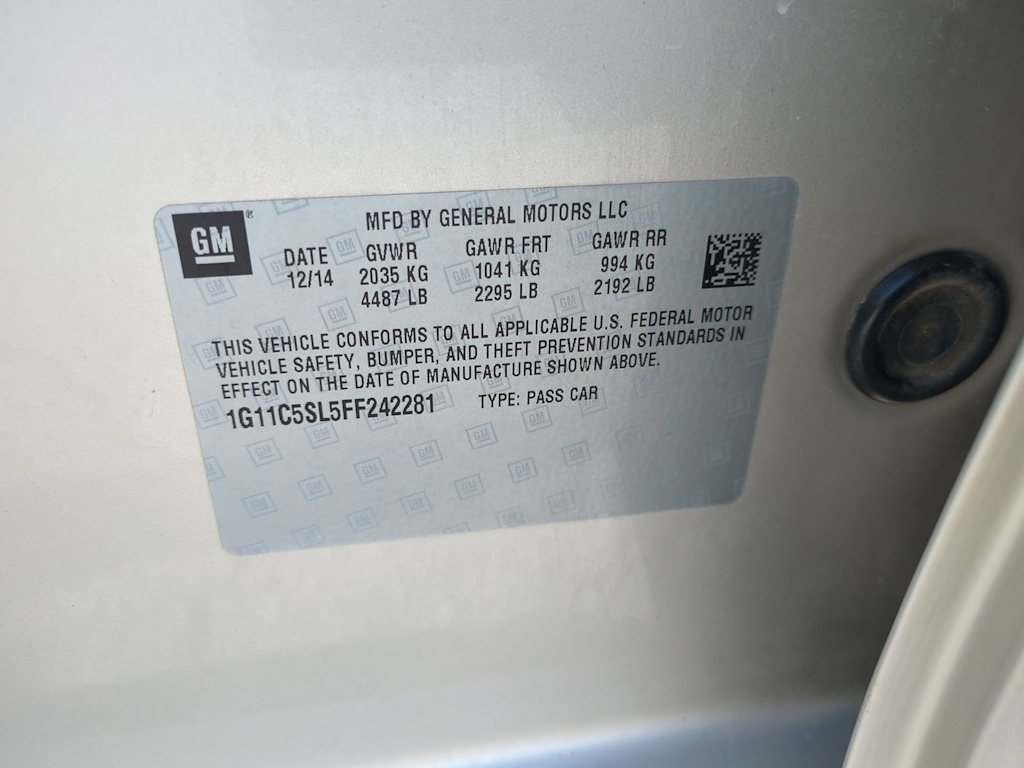 GM®
MFD BY GENERAL MOTORS LLC
DATE GVWR GAWR FRT GAWR RR
12/14 2035 KG 1041 KG 994 KG
4487 LB 2295 LB 2192 LB
THIS VEHICLE CONFORMS TO ALL APPLICABLE U.S. FEDERAL MOTOR
VEHICLE SAFETY, BUMPER, AND THEFT PREVENTION STANDARDS IN
EFFECT ON THE DATE OF MANUFACTURE SHOWN ABOVE.
1G11C5SL5FF242281 TYPE: PASS CAR